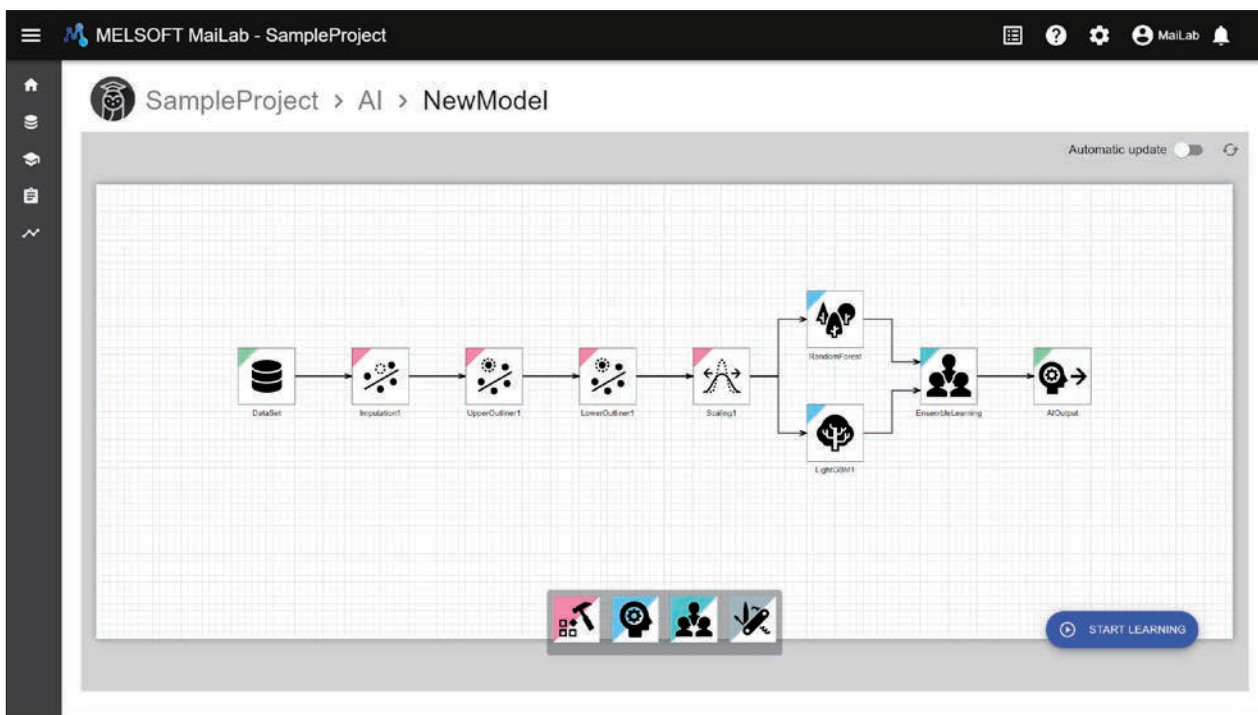 MELSOFT MaiLab - SampleProject
MaiLab
SampleProject > AI > NewModel
Automatic update
RandomForest
DataSet
Imputation1
UpperOutliner1
LowerOutliner1
Scaling1
EnsembleLearning
AIOutput
LightGBM1
START LEARNING